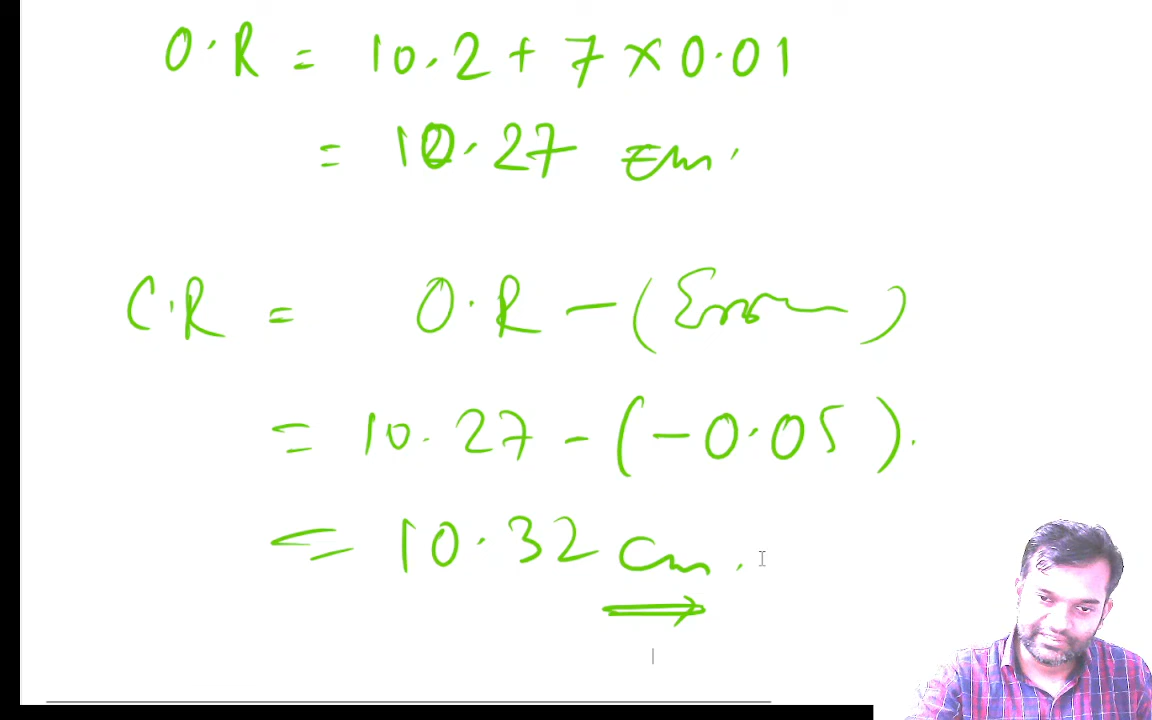 O.R = 10.2 + 7 × 0.01
= 10.27 cm.
C.R = O.R - (Error)
= 10.27 - (-0.05).
= 10.32 cm.